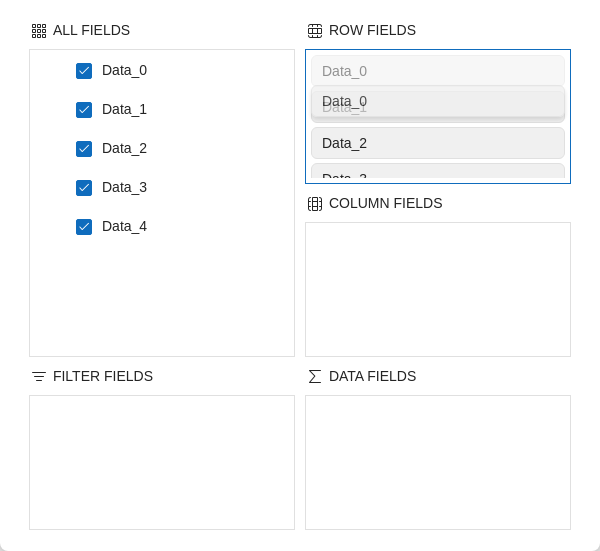 ALL FIELDS
Data_0
Data_1
Data_2
Data_3
Data_4
ROW FIELDS
Data_0
Data_0
Data_1
Data_2
COLUMN FIELDS
FILTER FIELDS
DATA FIELDS